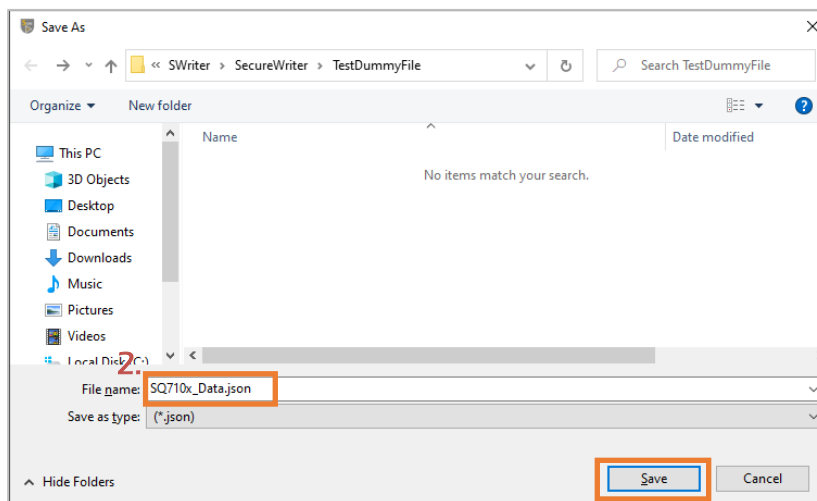 Save As
« SWriter › SecureWriter › TestDummyFile
Search TestDummyFile
Organize
New folder
Name
Date modified
This PC
No items match your search.
3D Objects
Desktop
Documents
Downloads
Music
Pictures
Videos
Local Disk (C:)
2.
File name: SQ710x_Data.json
Save as type: (*.json)
Hide Folders
Save
Cancel